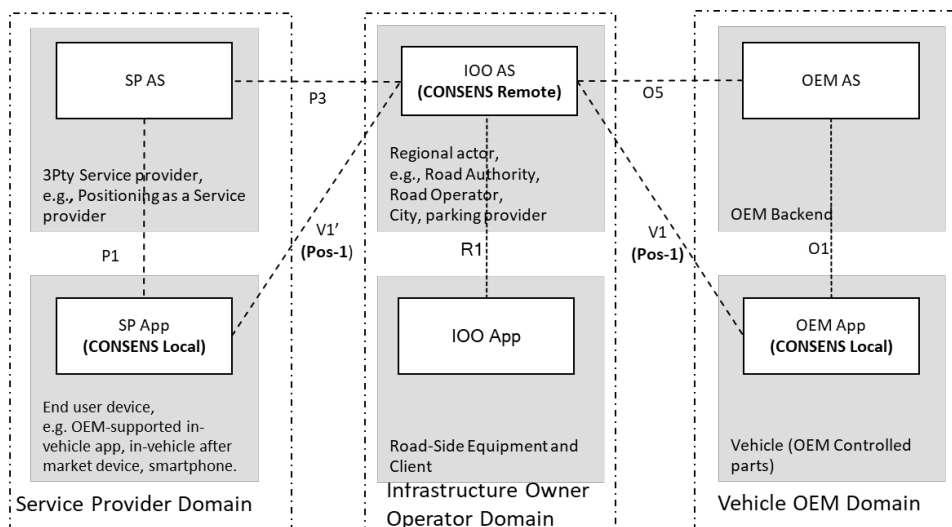 SP AS
P3
IOO AS
(CONSENS Remote)
O5
OEM AS
3Pty Service provider,
e.g., Positioning as a Service
provider
Regional actor,
e.g., Road Authority,
Road Operator,
City, parking provider
OEM Backend
P1
V1’
(Pos-1)
R1
V1
(Pos-1)
O1
SP App
(CONSENS Local)
IOO App
OEM App
(CONSENS Local)
End user device,
e.g. OEM-supported in-
vehicle app, in-vehicle after
market device, smartphone.
Road-Side Equipment and
Client
Vehicle (OEM Controlled
parts)
Service Provider Domain
Infrastructure Owner
Operator Domain
Vehicle OEM Domain